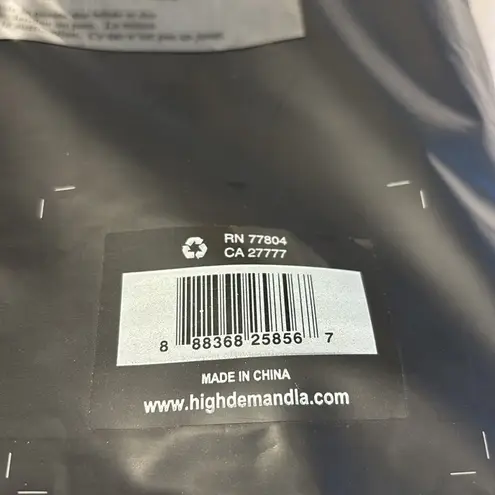 RN 77804
CA 27777
8 88368 25856 7
MADE IN CHINA
www.highdemandla.com